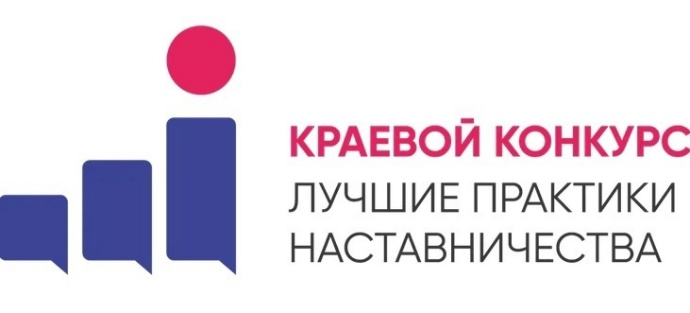 КРАЕВОЙ КОНКУРС
ЛУЧШИЕ ПРАКТИКИ
НАСТАВНИЧЕСТВА